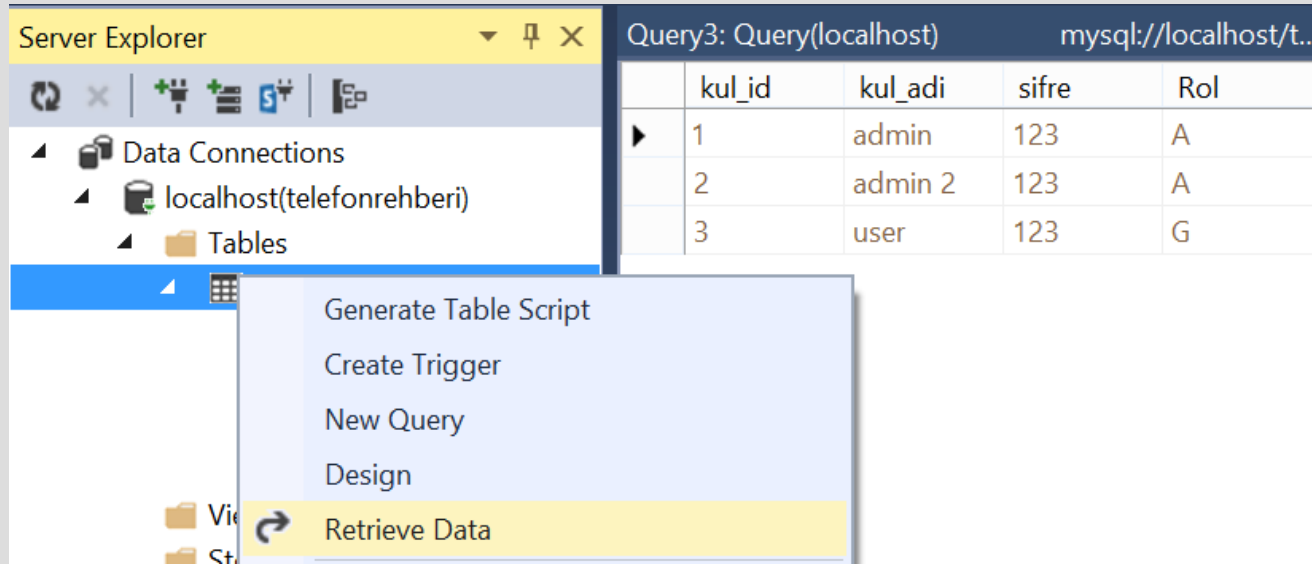 Server Explorer
Data Connections
localhost(telefonrehberi)
Tables
Generate Table Script
Create Trigger
New Query
Design
Retrieve Data
Query3: Query(localhost) mysql://localhost/t...
kul_id kul_adi sifre Rol
1 admin 123 A
2 admin 2 123 A
3 user 123 G